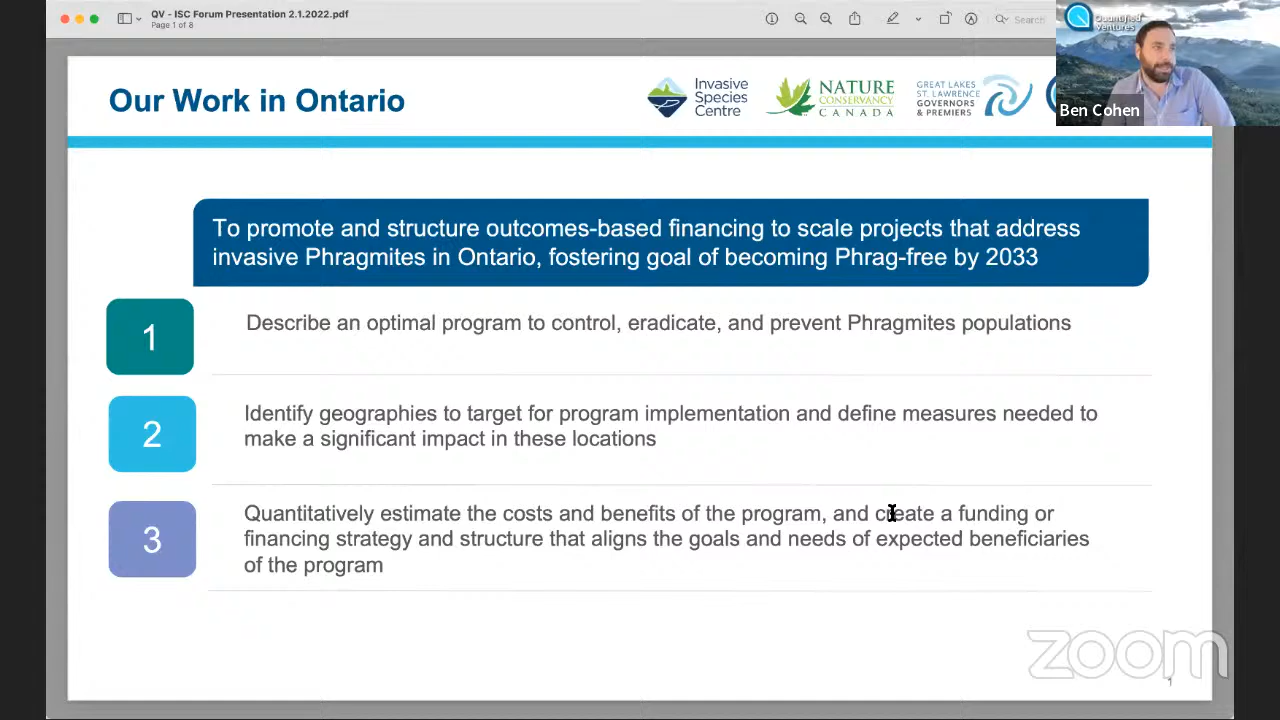 QV - ISC Forum Presentation 2.1.2022.pdf
Page 1 of 8
Search
Quantified
Ventures
Ben Cohen
Our Work in Ontario
Invasive
Species
Centre
NATURE
CONSERVANCY
CANADA
GREAT LAKES
ST. LAWRENCE
GOVERNORS
& PREMIERS
To promote and structure outcomes-based financing to scale projects that address
invasive Phragmites in Ontario, fostering goal of becoming Phrag-free by 2033
1
Describe an optimal program to control, eradicate, and prevent Phragmites populations
2
Identify geographies to target for program implementation and define measures needed to
make a significant impact in these locations
3
Quantitatively estimate the costs and benefits of the program, and create a funding or
financing strategy and structure that aligns the goals and needs of expected beneficiaries
of the program
zoom
1